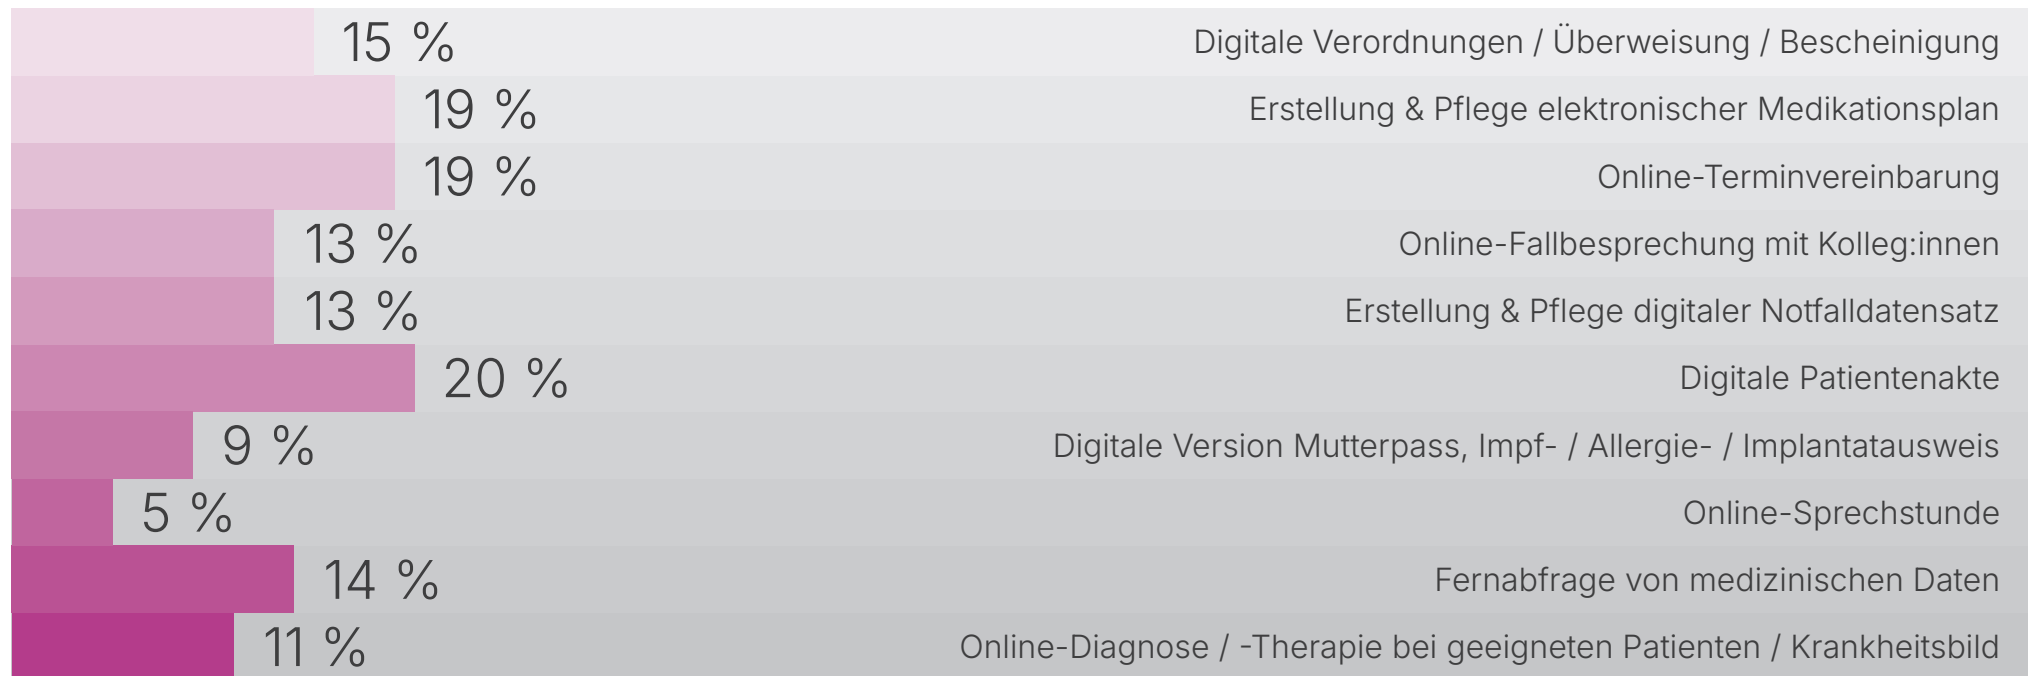 15 % Digitale Verordnungen / Überweisung / Bescheinigung
19 % Erstellung & Pflege elektronischer Medikationsplan
19 % Online-Terminvereinbarung
13 % Online-Fallbesprechung mit Kolleg:innen
13 % Erstellung & Pflege digitaler Notfalldatensatz
20 % Digitale Patientenakte
9 % Digitale Version Mutterpass, Impf- / Allergie- / Implantatausweis
5 % Online-Sprechstunde
14 % Fernabfrage von medizinischen Daten
11 % Online-Diagnose / -Therapie bei geeigneten Patienten / Krankheitsbild